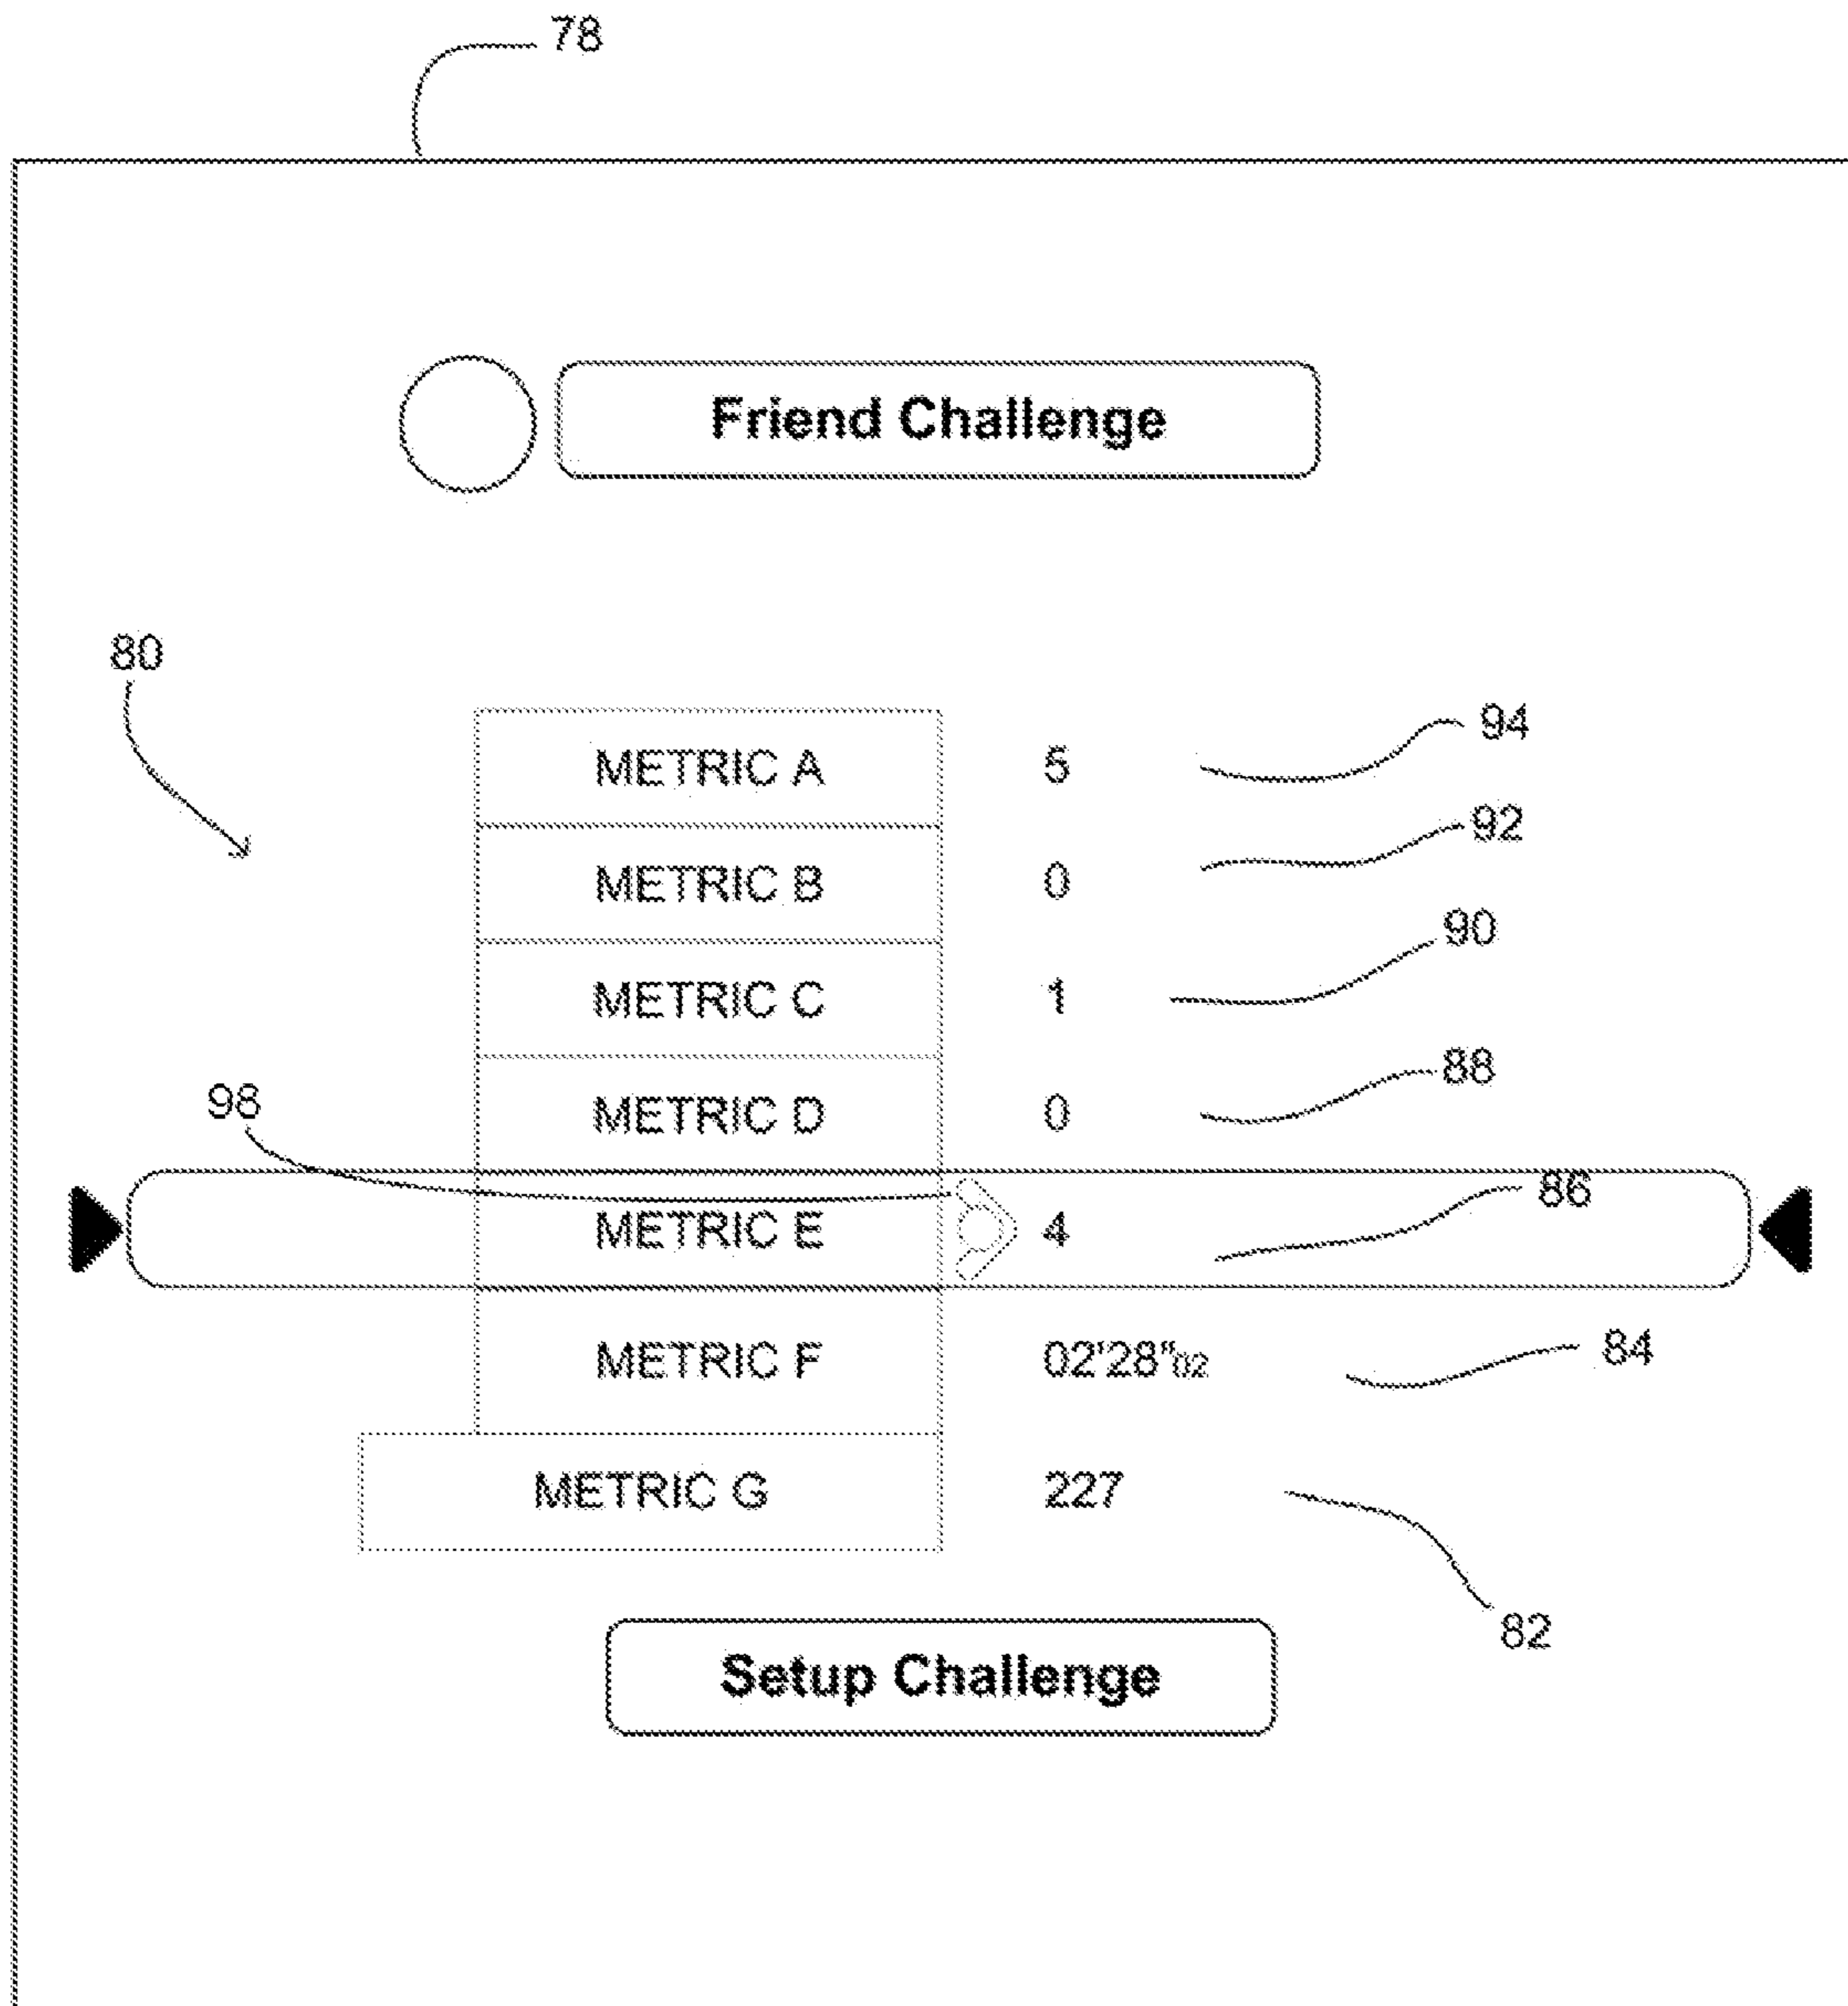 78
Friend Challenge
80
METRIC A 5 94
METRIC B 0 92
METRIC C 1 90
METRIC D 0 88
98
METRIC E 4 86
METRIC F 02'28"02 84
METRIC G 227 82
Setup Challenge